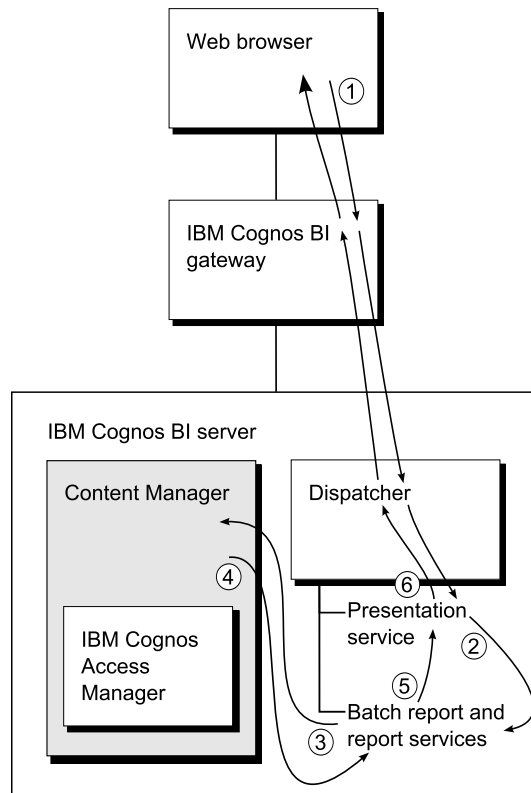 Web browser
1
IBM Cognos BI
gateway
IBM Cognos BI server
Content Manager
Dispatcher
4
6
IBM Cognos
Access
Manager
Presentation
service
2
5
Batch report and
report services
3